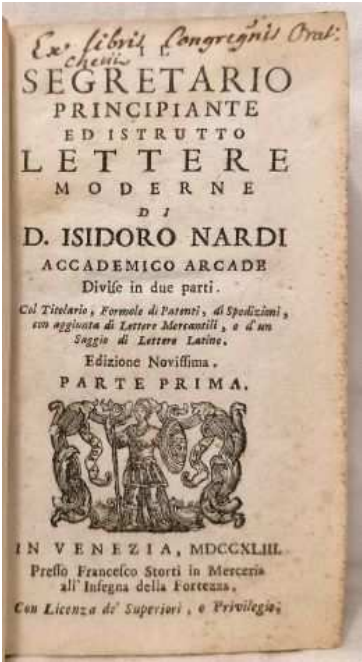 Ex libris Congregñis Orat:
IL
SEGRETARIO
PRINCIPIANTE
ED ISTRUTTO
LETTERE
MODERNE
DI
D. ISIDORO NARDI
ACCADEMICO ARCADE
Diviſe in due parti.
Col Titolario, Formole di Patenti, di Spedizioni,
con aggiunta di Lettere Mercantili, e d'un
Saggio di Lettere Latine.
Edizione Noviſſima.
PARTE PRIMA.
IN VENEZIA, MDCCXLIII.
Preſſo Franceſco Storti in Merceria
all' Inſegna della Fortezza.
Con Licenza de' Superiori, e Privilegio;